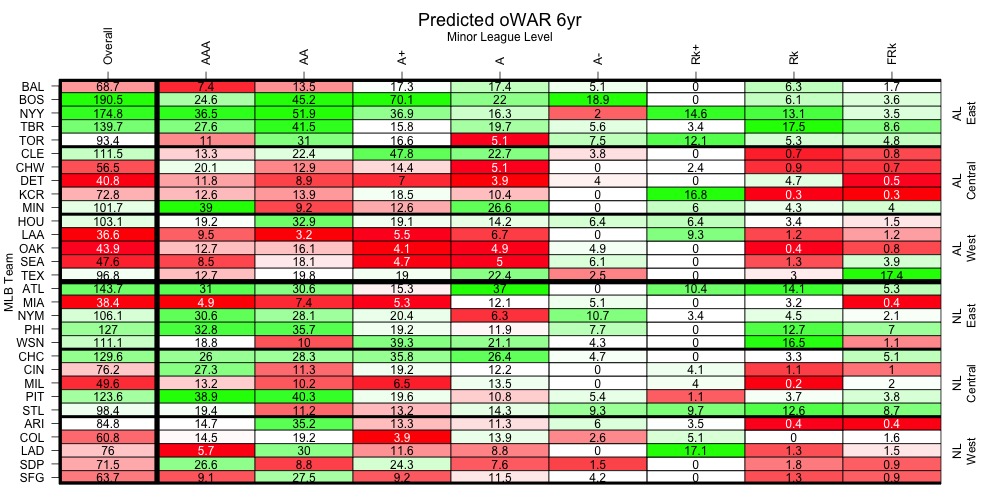 Predicted oWAR 6yr
Minor League Level
Overall AAA AA A+ A A- Rk+ Rk FRk
BAL 68.7 7.4 13.5 17.3 17.4 5.1 0 6.3 1.7
BOS 190.5 24.6 45.2 70.1 22 18.9 0 6.1 3.6
NYY 174.8 36.5 51.9 36.9 16.3 2 14.6 13.1 3.5
TBR 139.7 27.6 41.5 15.8 19.7 5.6 3.4 17.5 8.6
TOR 93.4 11 31 16.6 5.1 7.5 12.1 5.3 4.8
AL East
CLE 111.5 13.3 22.4 47.8 22.7 3.8 0 0.7 0.8
CHW 56.5 20.1 12.9 14.4 5.1 0 2.4 0.9 0.7
DET 40.8 11.8 8.9 7 3.9 4 0 4.7 0.5
KCR 72.8 12.6 13.9 18.5 10.4 0 16.8 0.3 0.3
MIN 101.7 39 9.2 12.6 26.6 0 6 4.3 4
AL Central
HOU 103.1 19.2 32.9 19.1 14.2 6.4 6.4 3.4 1.5
LAA 36.6 9.5 3.2 5.5 6.7 0 9.3 1.2 1.2
OAK 43.9 12.7 16.1 4.1 4.9 4.9 0 0.4 0.8
SEA 47.6 8.5 18.1 4.7 5 6.1 0 1.3 3.9
TEX 96.8 12.7 19.8 19 22.4 2.5 0 3 17.4
AL West
MLB Team
ATL 143.7 31 30.6 15.3 37 0 10.4 14.1 5.3
MIA 38.4 4.9 7.4 5.3 12.1 5.1 0 3.2 0.4
NYM 106.1 30.6 28.1 20.4 6.3 10.7 3.4 4.5 2.1
PHI 127 32.8 35.7 19.2 11.9 7.7 0 12.7 7
WSN 111.1 18.8 10 39.3 21.1 4.3 0 16.5 1.1
NL East
CHC 129.6 26 28.3 35.8 26.4 4.7 0 3.3 5.1
CIN 76.2 27.3 11.3 19.2 12.2 0 4.1 1.1 1
MIL 49.6 13.2 10.2 6.5 13.5 0 4 0.2 2
PIT 123.6 38.9 40.3 19.6 10.8 5.4 1.1 3.7 3.8
STL 98.4 19.4 11.2 13.2 14.3 9.3 9.7 12.6 8.7
NL Central
ARI 84.8 14.7 35.2 13.3 11.3 6 3.5 0.4 0.4
COL 60.8 14.5 19.2 3.9 13.9 2.6 5.1 0 1.6
LAD 76 5.7 30 11.6 8.8 0 17.1 1.3 1.5
SDP 71.5 26.6 8.8 24.3 7.6 1.5 0 1.8 0.9
SFG 63.7 9.1 27.5 9.2 11.5 4.2 0 1.3 0.9
NL West